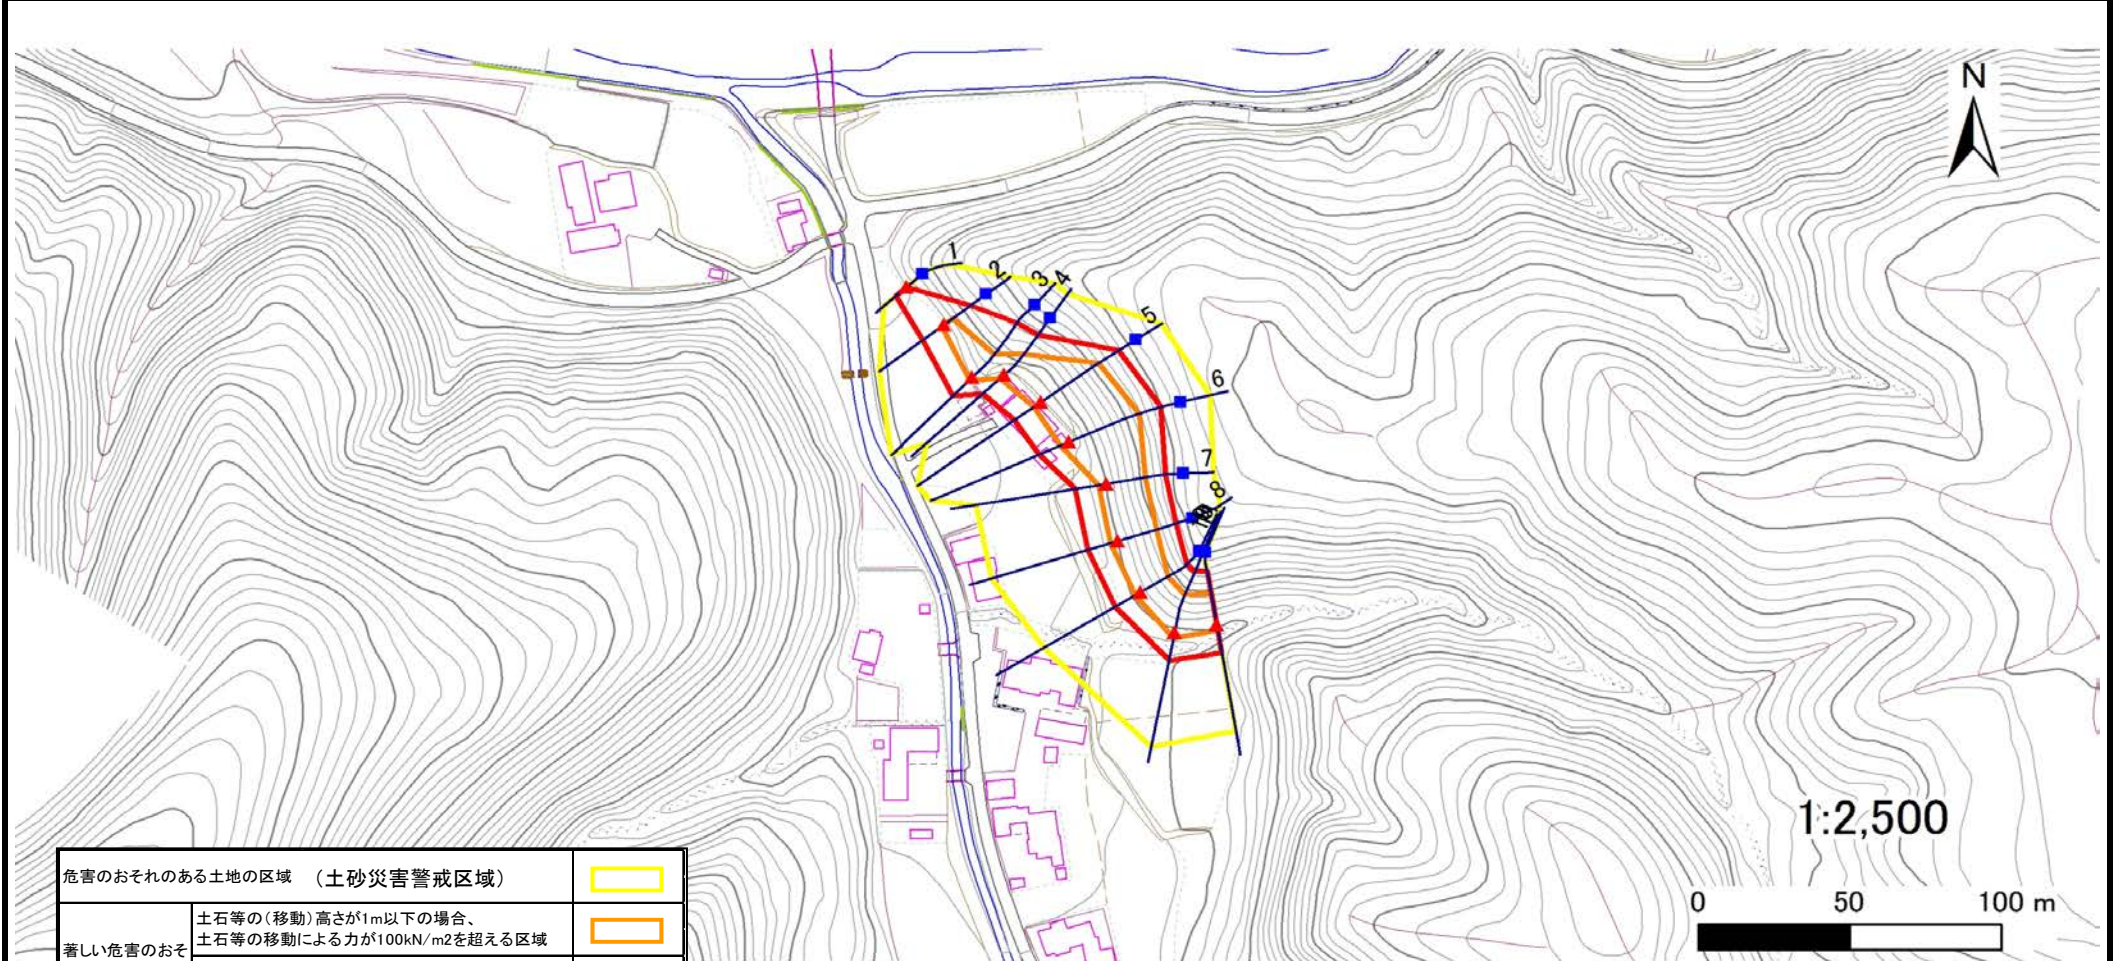 N
1
2
3
4
5
6
7
8
1:2,500
0 50 100 m
危害のおそれのある土地の区域 （土砂災害警戒区域）
土石等の（移動）高さが1m以下の場合、
土石等の移動による力が100kN/m2を超える区域
著しい危害のおそ